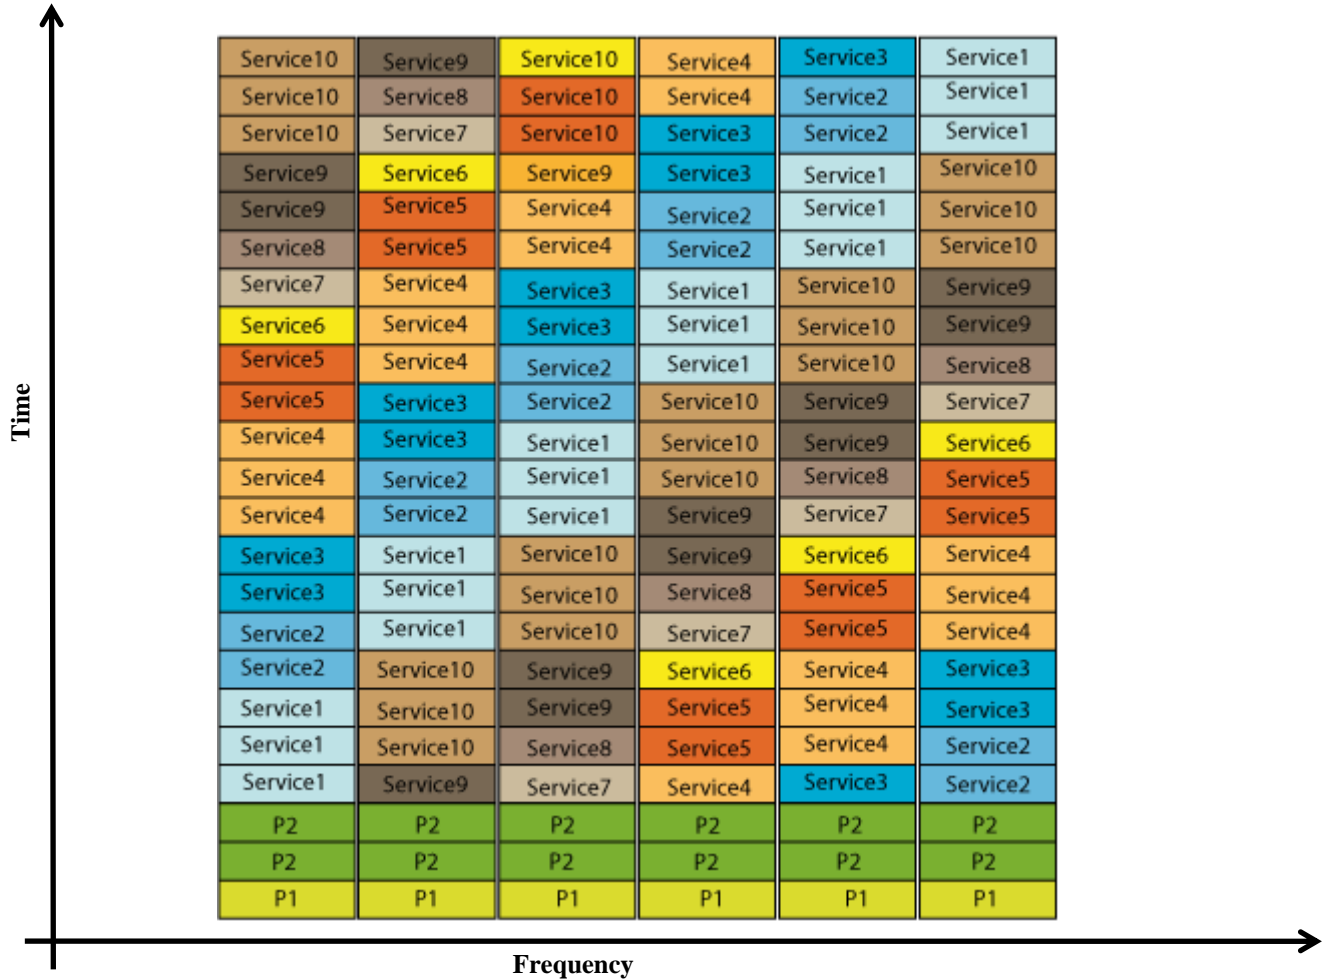 Service10 Service9 Service10 Service4 Service3 Service1
Service10 Service8 Service10 Service4 Service2 Service1
Service10 Service7 Service10 Service3 Service2 Service1
Service9 Service6 Service9 Service3 Service1 Service10
Service9 Service5 Service4 Service2 Service1 Service10
Service8 Service5 Service4 Service2 Service1 Service10
Service7 Service4 Service3 Service1 Service10 Service9
Service6 Service4 Service3 Service1 Service10 Service9
Service5 Service4 Service2 Service1 Service10 Service8
Service5 Service3 Service2 Service10 Service9 Service7
Service4 Service3 Service1 Service10 Service9 Service6
Service4 Service2 Service1 Service10 Service8 Service5
Service4 Service2 Service1 Service9 Service7 Service5
Service3 Service1 Service10 Service9 Service6 Service4
Service3 Service1 Service10 Service8 Service5 Service4
Service2 Service1 Service10 Service7 Service5 Service4
Service2 Service10 Service9 Service6 Service4 Service3
Service1 Service10 Service9 Service5 Service4 Service3
Service1 Service10 Service8 Service5 Service4 Service2
Service1 Service9 Service7 Service4 Service3 Service2
P2 P2 P2 P2 P2 P2
P2 P2 P2 P2 P2 P2
P1 P1 P1 P1 P1 P1
Time
Frequency